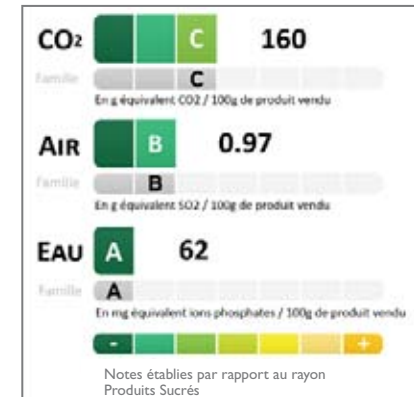 CO2 C 160
Famille C
En g équivalent CO2 / 100g de produit vendu
AIR B 0.97
Famille B
En g équivalent SO2 / 100g de produit vendu
EAU A 62
Famille A
En mg équivalent ions phosphates / 100g de produit vendu
- +
Notes établies par rapport au rayon
Produits Sucrés